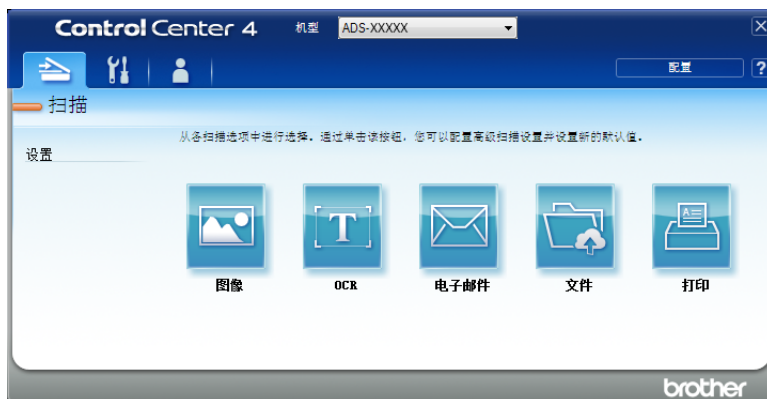 ControlCenter 4 机型 ADS-XXXXX
配置 ?
扫描
从各扫描选项中进行选择。通过单击该按钮，您可以配置高级扫描设置并设置新的默认值。
设置
T
图像 OCR 电子邮件 文件 打印
brother